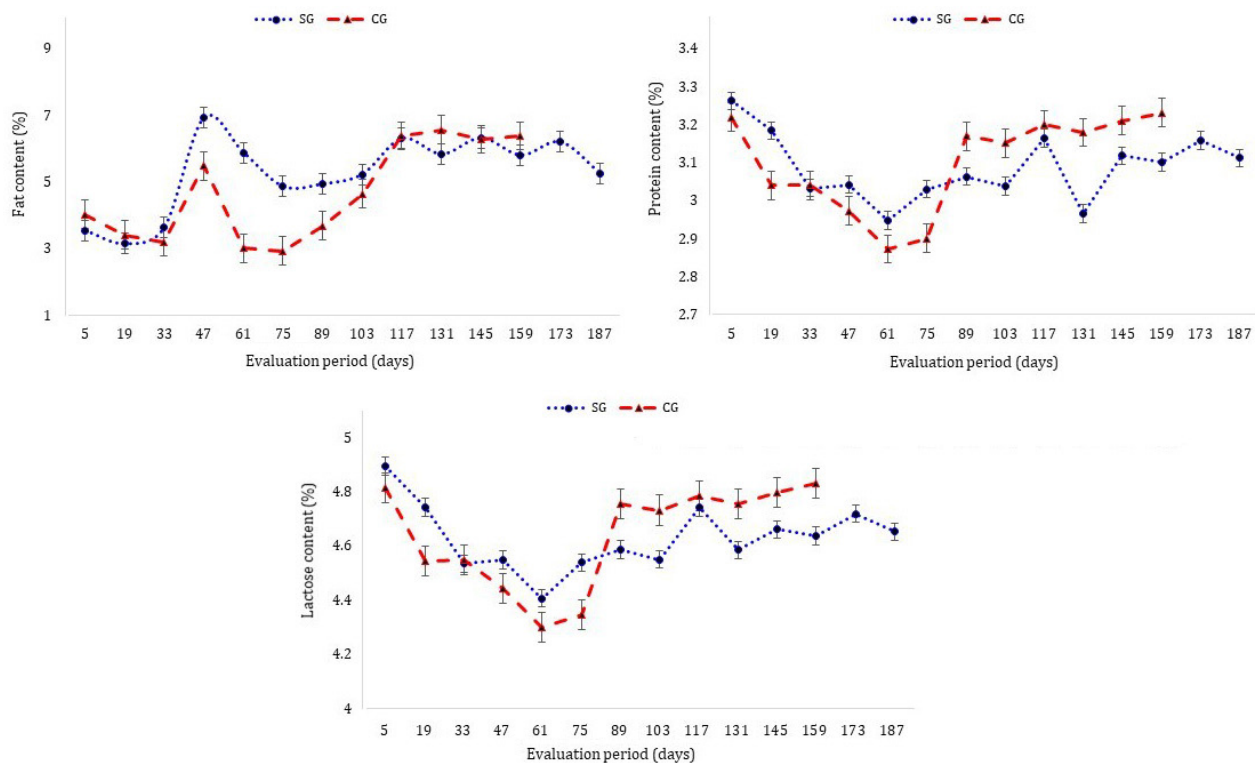 SG CG
Fat content (%)
9
7
5
3
1
5 19 33 47 61 75 89 103 117 131 145 159 173 187
Evaluation period (days)
SG CG
Protein content (%)
3.4
3.3
3.2
3.1
3
2.9
2.8
2.7
5 19 33 47 61 75 89 103 117 131 145 159 173 187
Evaluation period (days)
SG CG
Lactose content (%)
5
4.8
4.6
4.4
4.2
4
5 19 33 47 61 75 89 103 117 131 145 159 173 187
Evaluation period (days)